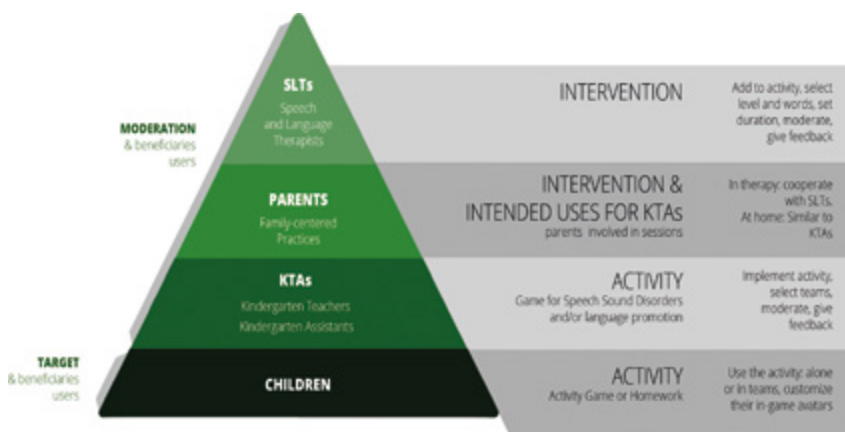 MODERATION
& beneficiaries
users
TARGET
& beneficiaries
users
SLTs
Speech
and Language
Therapists
PARENTS
Family-centered
Practices
KTAs
Kindergarten Teachers
Kindergarten Assistants
CHILDREN
INTERVENTION
Add to activity, select
level and words, set
duration, moderate,
give feedback
INTERVENTION &
INTENDED USES FOR KTAs
parents involved in sessions
In therapy: cooperate
with SLTs.
At home: Similar to
KTAs
ACTIVITY
Game for Speech Sound Disorders
and/or language promotion
Implement activity,
select teams,
moderate, give
feedback
ACTIVITY
Activity Game or Homework
Use the activity: alone
or in teams, customize
their in-game avatars